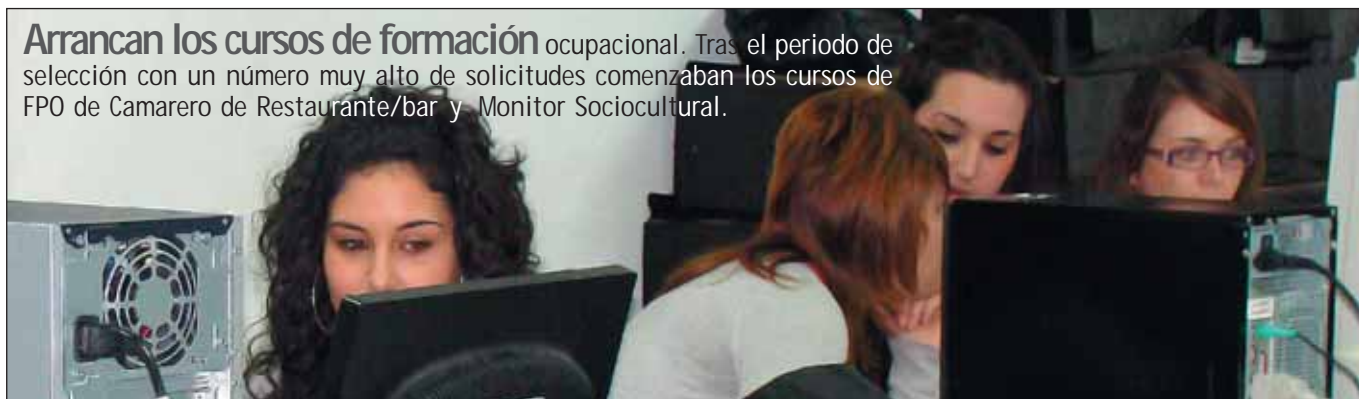 Arrancan los cursos de formación ocupacional. Tras el periodo de
selección con un número muy alto de solicitudes comenzaban los cursos de
FPO de Camarero de Restaurante/bar y Monitor Sociocultural.